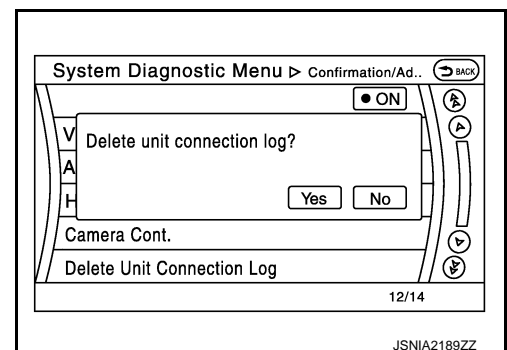 System Diagnostic Menu ▷ Confirmation/Ad.. BACK
● ON
V
Delete unit connection log?
A
H
Yes No
Camera Cont.
Delete Unit Connection Log
12/14
JSNIA2189ZZ